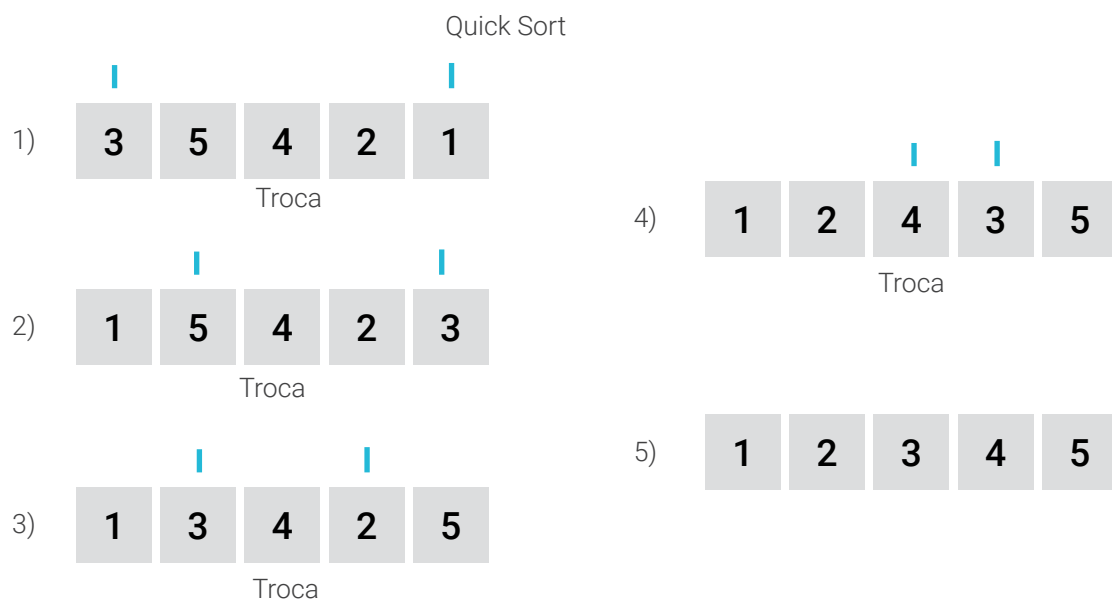 Quick Sort
1) 3 5 4 2 1
Troca
2) 1 5 4 2 3
Troca
3) 1 3 4 2 5
Troca
4) 1 2 4 3 5
Troca
5) 1 2 3 4 5